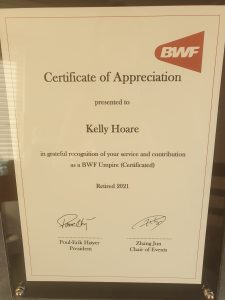 BWF
Certificate of Appreciation
presented to
Kelly Hoare
in grateful recognition of your service and contribution
as a BWF Umpire (Certificated)
Retired 2021
Poul-Erik Høyer
President
Zhang Jun
Chair of Events